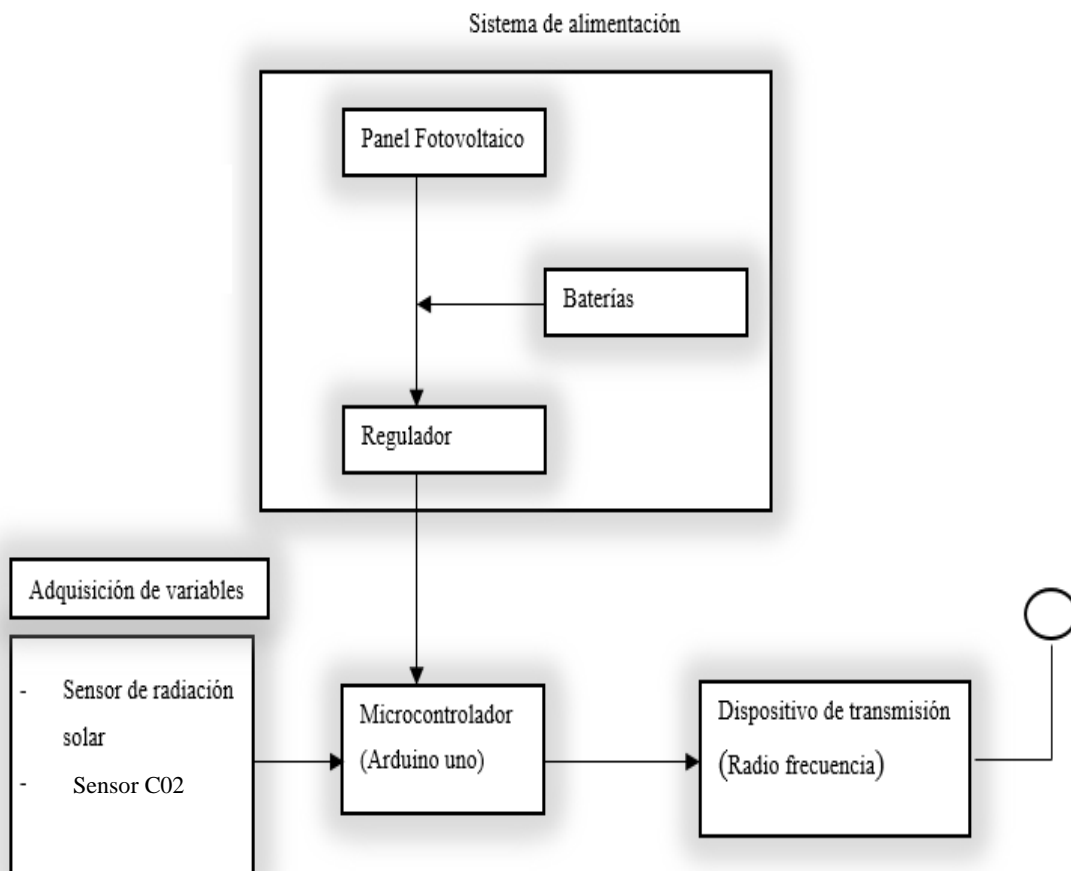 Sistema de alimentación
Panel Fotovoltaico
Baterías
Regulador
Adquisición de variables
- Sensor de radiación
solar
- Sensor C02
Microcontrolador
(Arduino uno)
Dispositivo de transmisión
(Radio frecuencia)